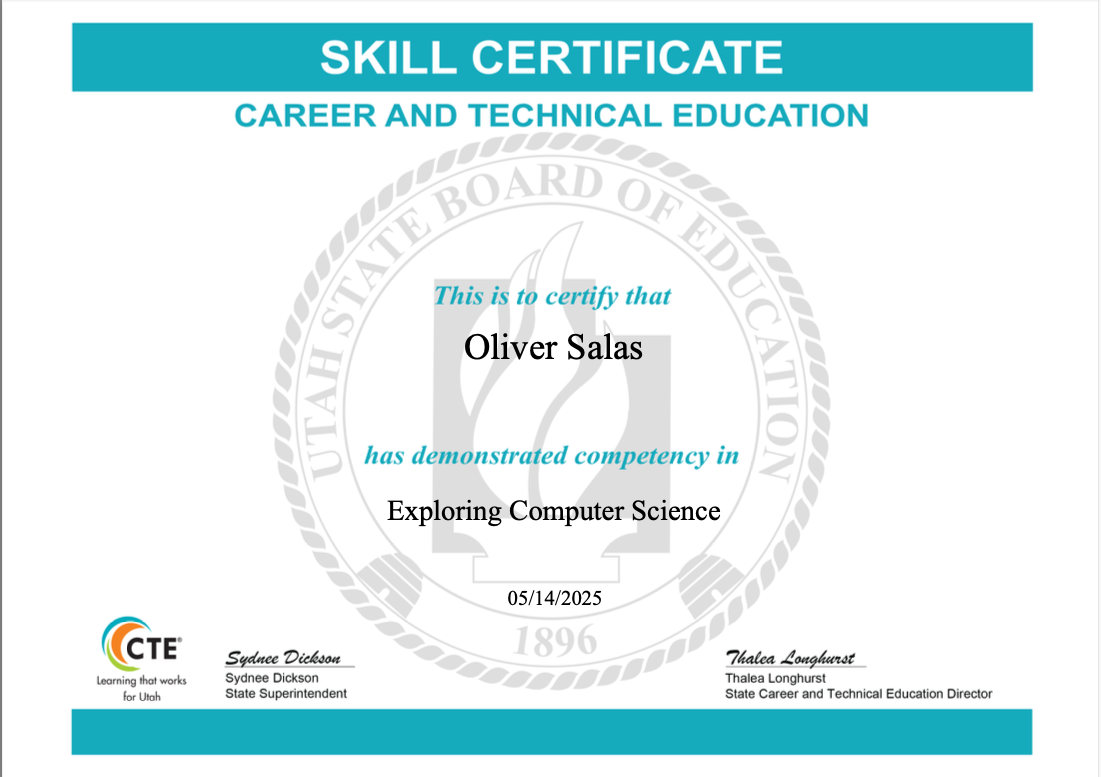 SKILL CERTIFICATE
CAREER AND TECHNICAL EDUCATION
UTAH STATE BOARD OF EDUCATION
This is to certify that
Oliver Salas
has demonstrated competency in
Exploring Computer Science
05/14/2025
1896
CTE®
Learning that works
for Utah
Sydnee Dickson
Sydnee Dickson
State Superintendent
Thalea Longhurst
Thalea Longhurst
State Career and Technical Education Director